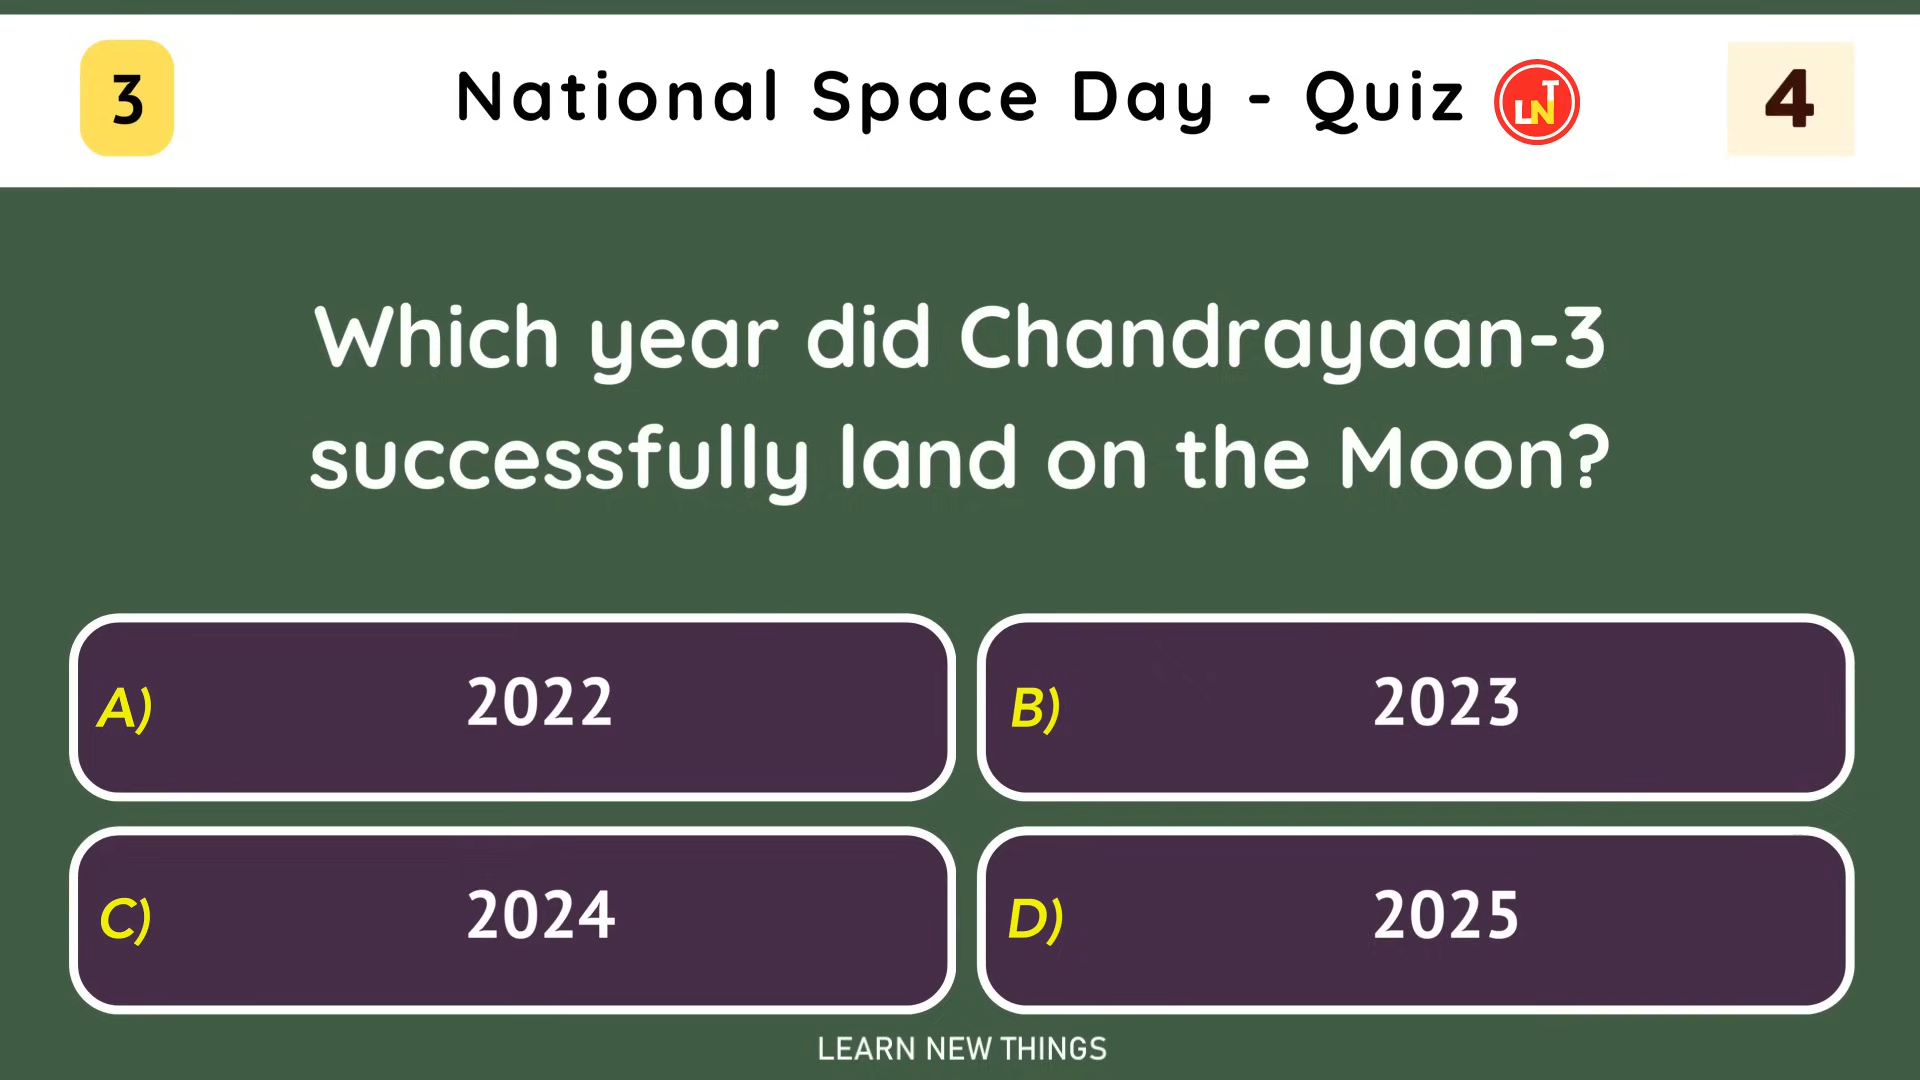 3
National Space Day - Quiz
LNT
4
Which year did Chandrayaan-3
successfully land on the Moon?
A) 2022
B) 2023
C) 2024
D) 2025
LEARN NEW THINGS